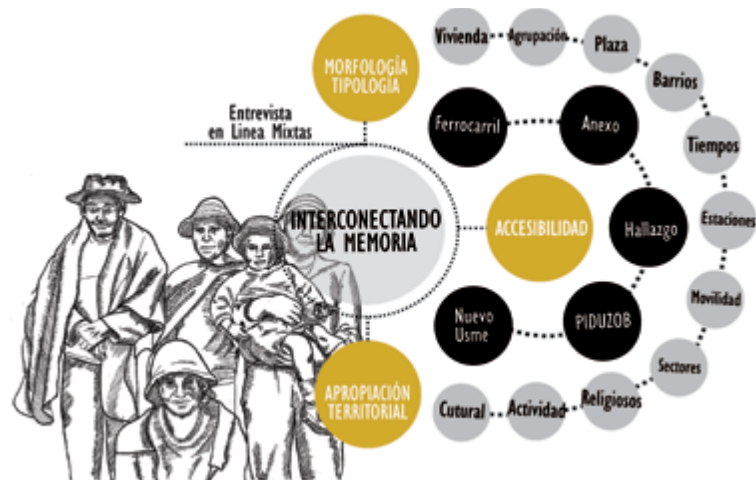 Vivienda
Agrupación
Plaza
Barrios
Tiempos
Estaciones
Movilidad
Sectores
Religiosos
Actividad
Cutural
MORFOLOGÍA
TIPOLOGÍA
Entrevista
en Linea Mixtas
INTERCONECTANDO
LA MEMORIA
ACCESIBILIDAD
APROPIACIÓN
TERRITORIAL
Ferrocarril
Anexo
Hallazgo
PIDUZOB
Nuevo
Usme